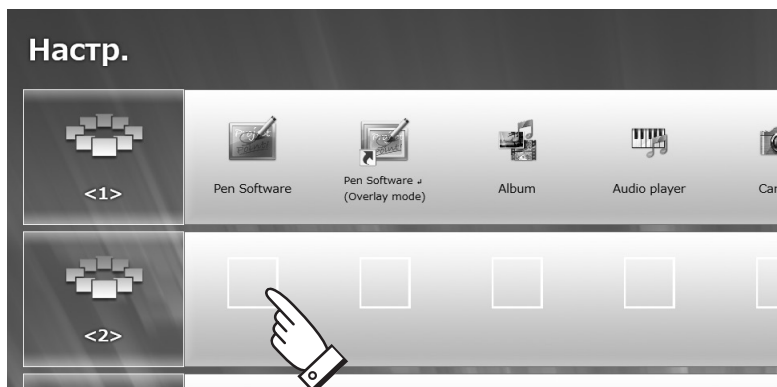 Настр.
<1>
Pen Software
Pen Software ↲
(Overlay mode)
Album
Audio player
<2>